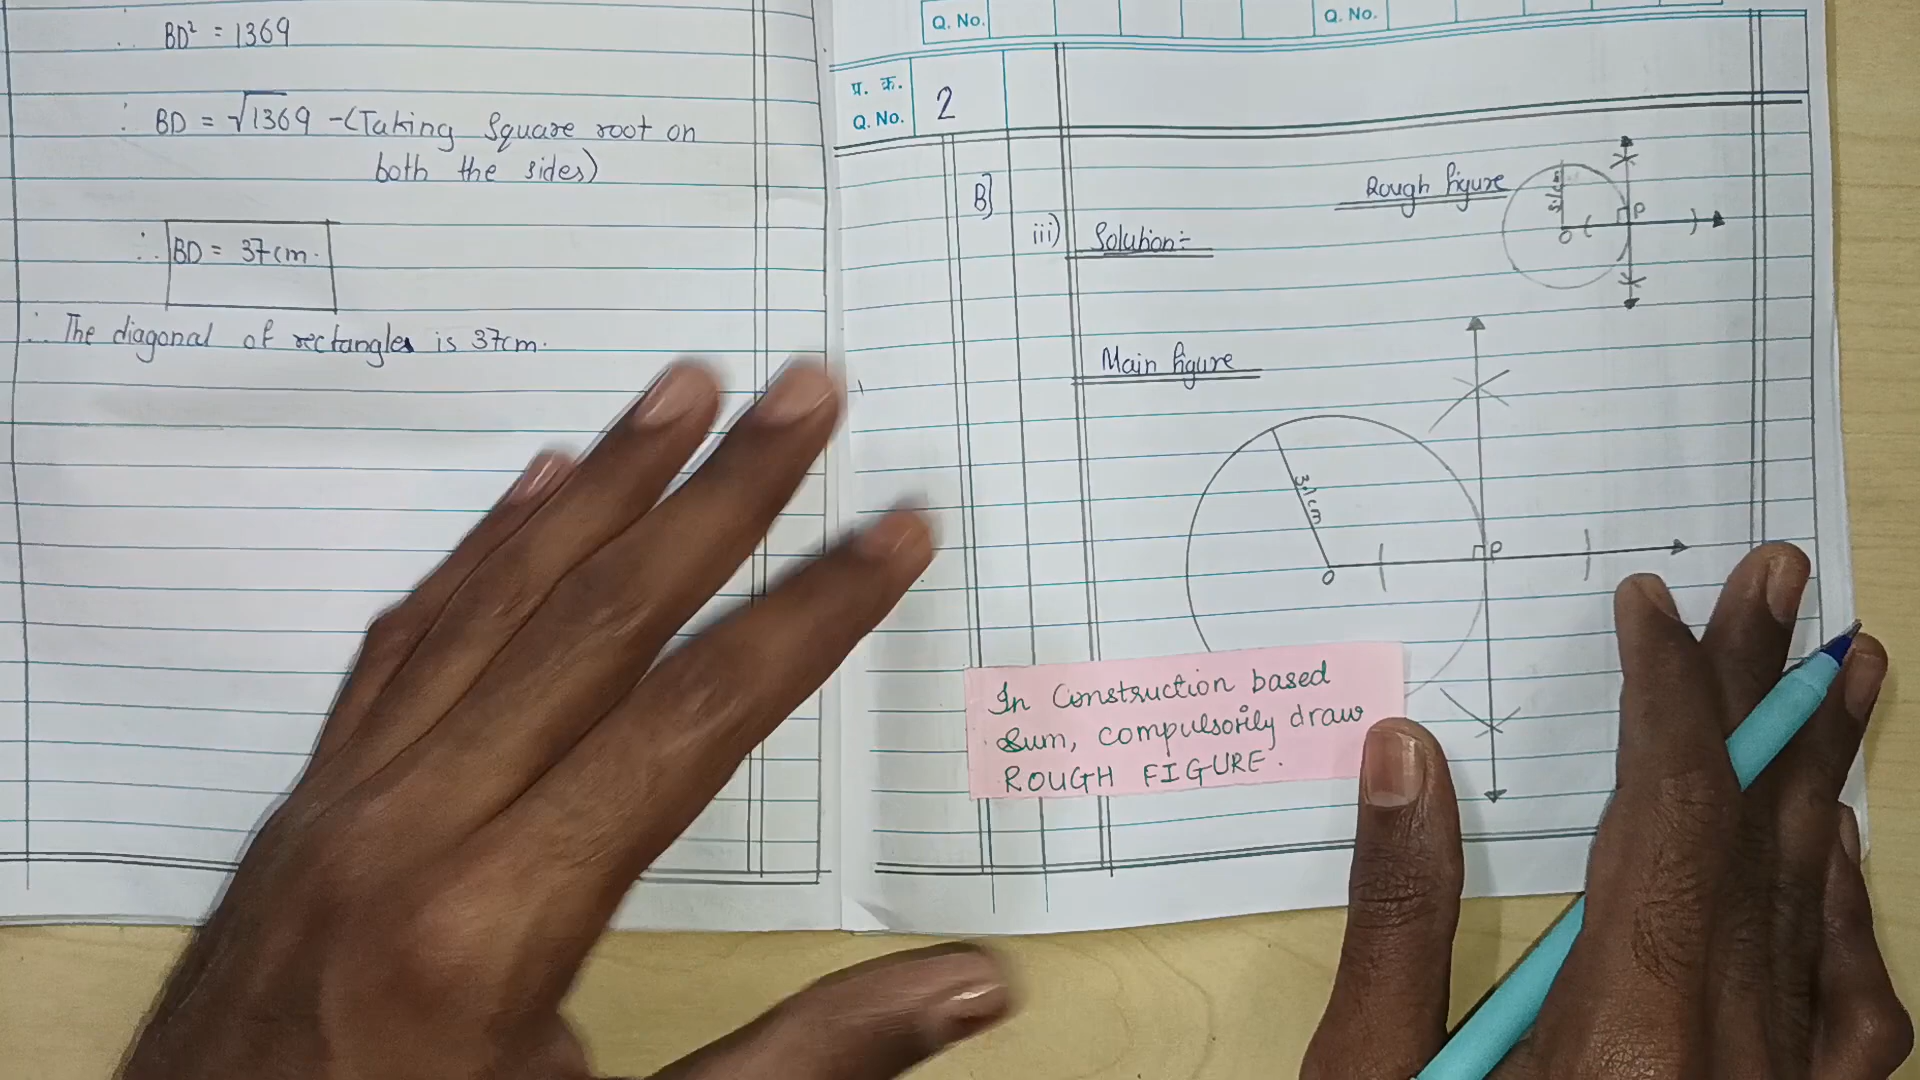 ∴ BD² = 1369
∴ BD = √1369 -(Taking Square root on
both the sides)
∴ BD = 37cm.
∴ The diagonal of rectangles is 37cm.
Q. No.
Q. No.
प्र. क्र.
Q. No.
2
B]
iii) Solution:-
Rough figure
3.1cm
O
P
Main figure
3.1cm
O
P
In Construction based
Sum, compulsorily draw
ROUGH FIGURE.